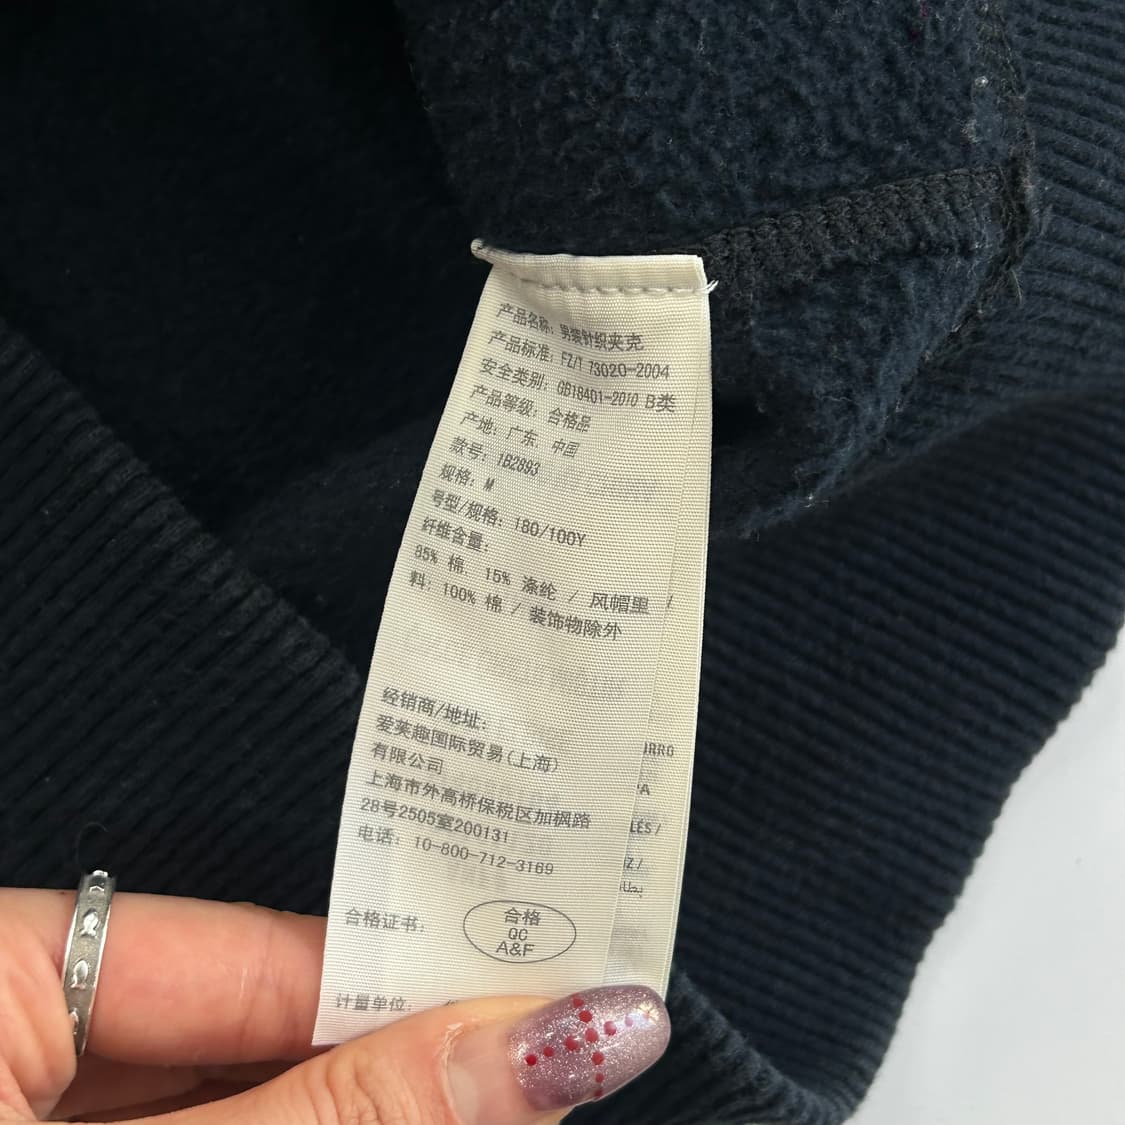 产品名称: 男装针织夹克
产品标准: FZ/T 73020-2004
安全类别: GB18401-2010 B类
产品等级: 合格品
产地: 广东 中国
款号: 1B2893
规格: M
号型/规格: 180/100Y
纤维含量:
85% 棉, 15% 涤纶 / 风帽里
料: 100% 棉 / 装饰物除外
经销商/地址:
爱芙趣国际贸易(上海)
有限公司
上海市外高桥保税区加枫路
28号2505室200131
电话: 10-800-712-3169
合格证书:
合格
QC
A&F
计量单位: